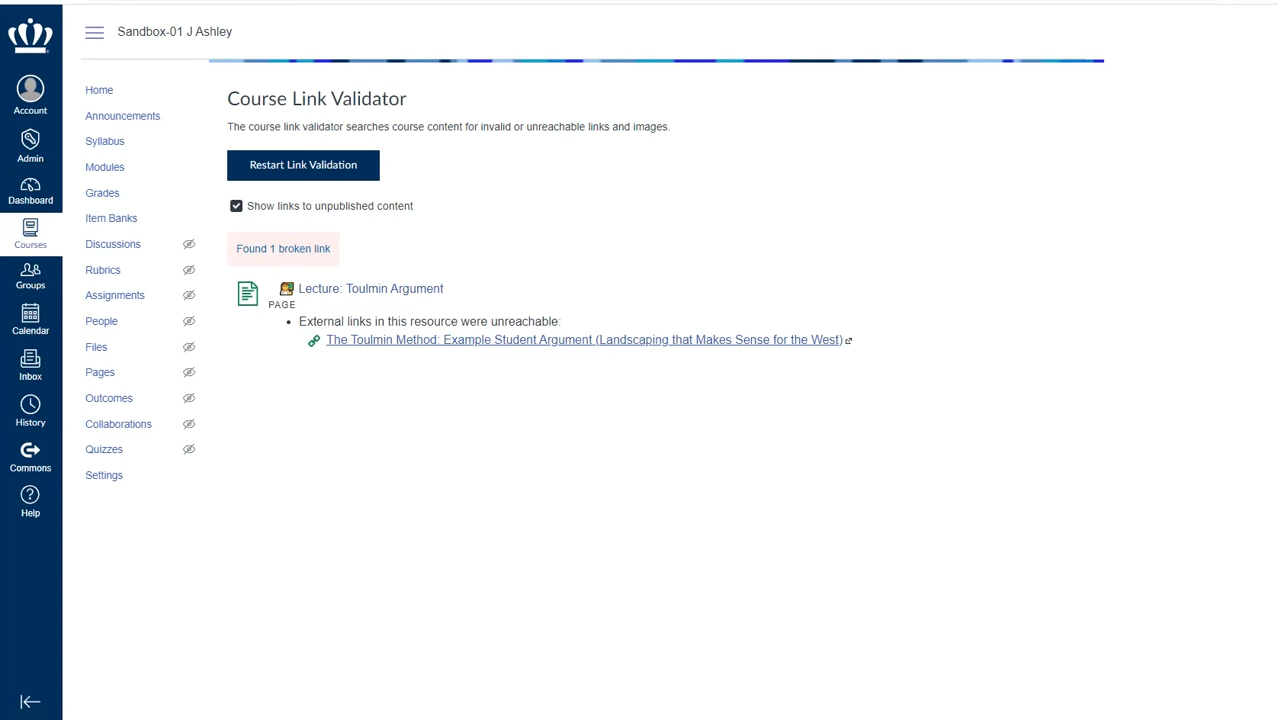 Sandbox-01 J Ashley
Account
Admin
Dashboard
Courses
Groups
Calendar
Inbox
History
Commons
Help
Home
Announcements
Syllabus
Modules
Grades
Item Banks
Discussions
Rubrics
Assignments
People
Files
Pages
Outcomes
Collaborations
Quizzes
Settings
Course Link Validator
The course link validator searches course content for invalid or unreachable links and images.
Restart Link Validation
Show links to unpublished content
Found 1 broken link
Lecture: Toulmin Argument
PAGE
External links in this resource were unreachable:
The Toulmin Method: Example Student Argument (Landscaping that Makes Sense for the West)